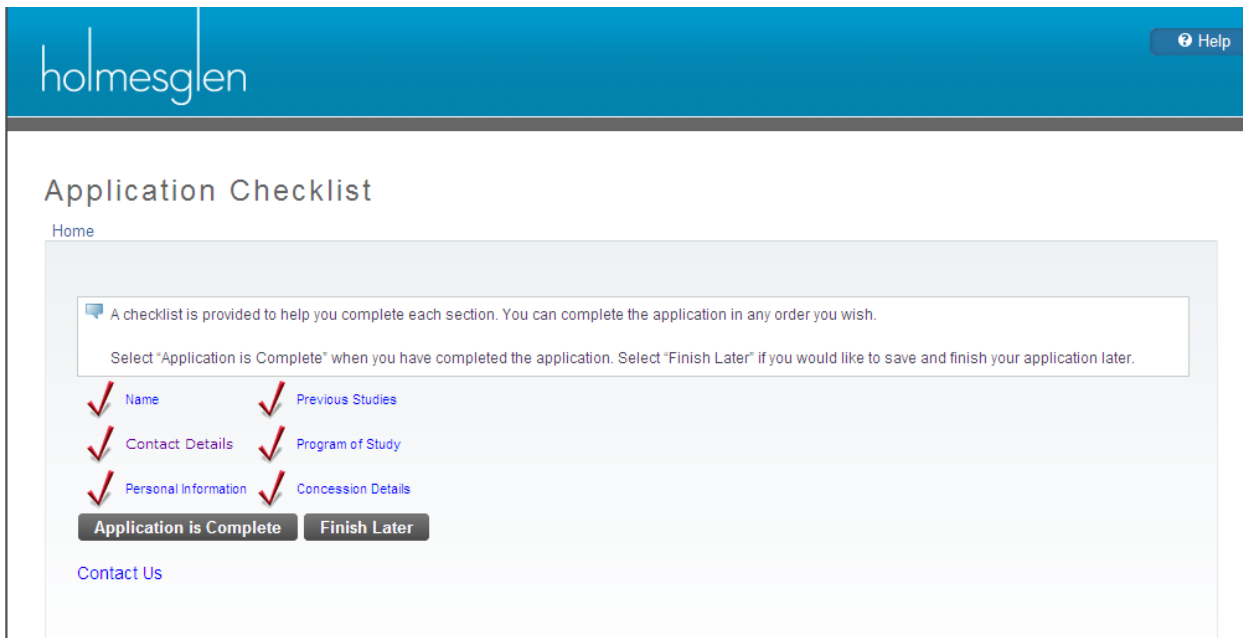 holmesglen
Help
Application Checklist
Home
A checklist is provided to help you complete each section. You can complete the application in any order you wish.
Select “Application is Complete” when you have completed the application. Select “Finish Later” if you would like to save and finish your application later.
Name Previous Studies
Contact Details Program of Study
Personal Information Concession Details
Application is Complete Finish Later
Contact Us